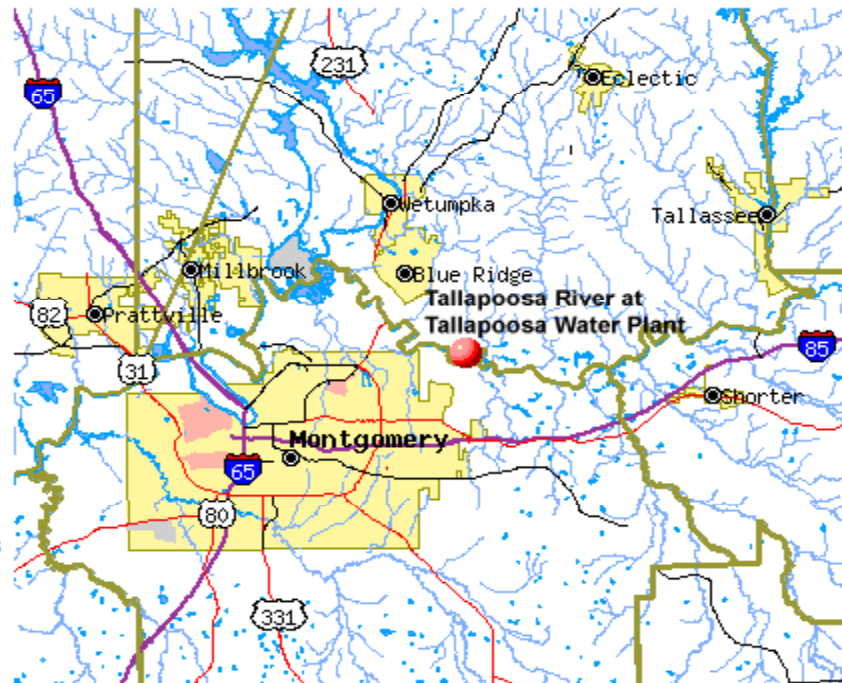 231
65
Eclectic
Wetumpka
Tallassee
Millbrook
Blue Ridge
Tallapoosa River at
Tallapoosa Water Plant
82
Prattville
31
85
Shorter
Montgomery
65
80
331